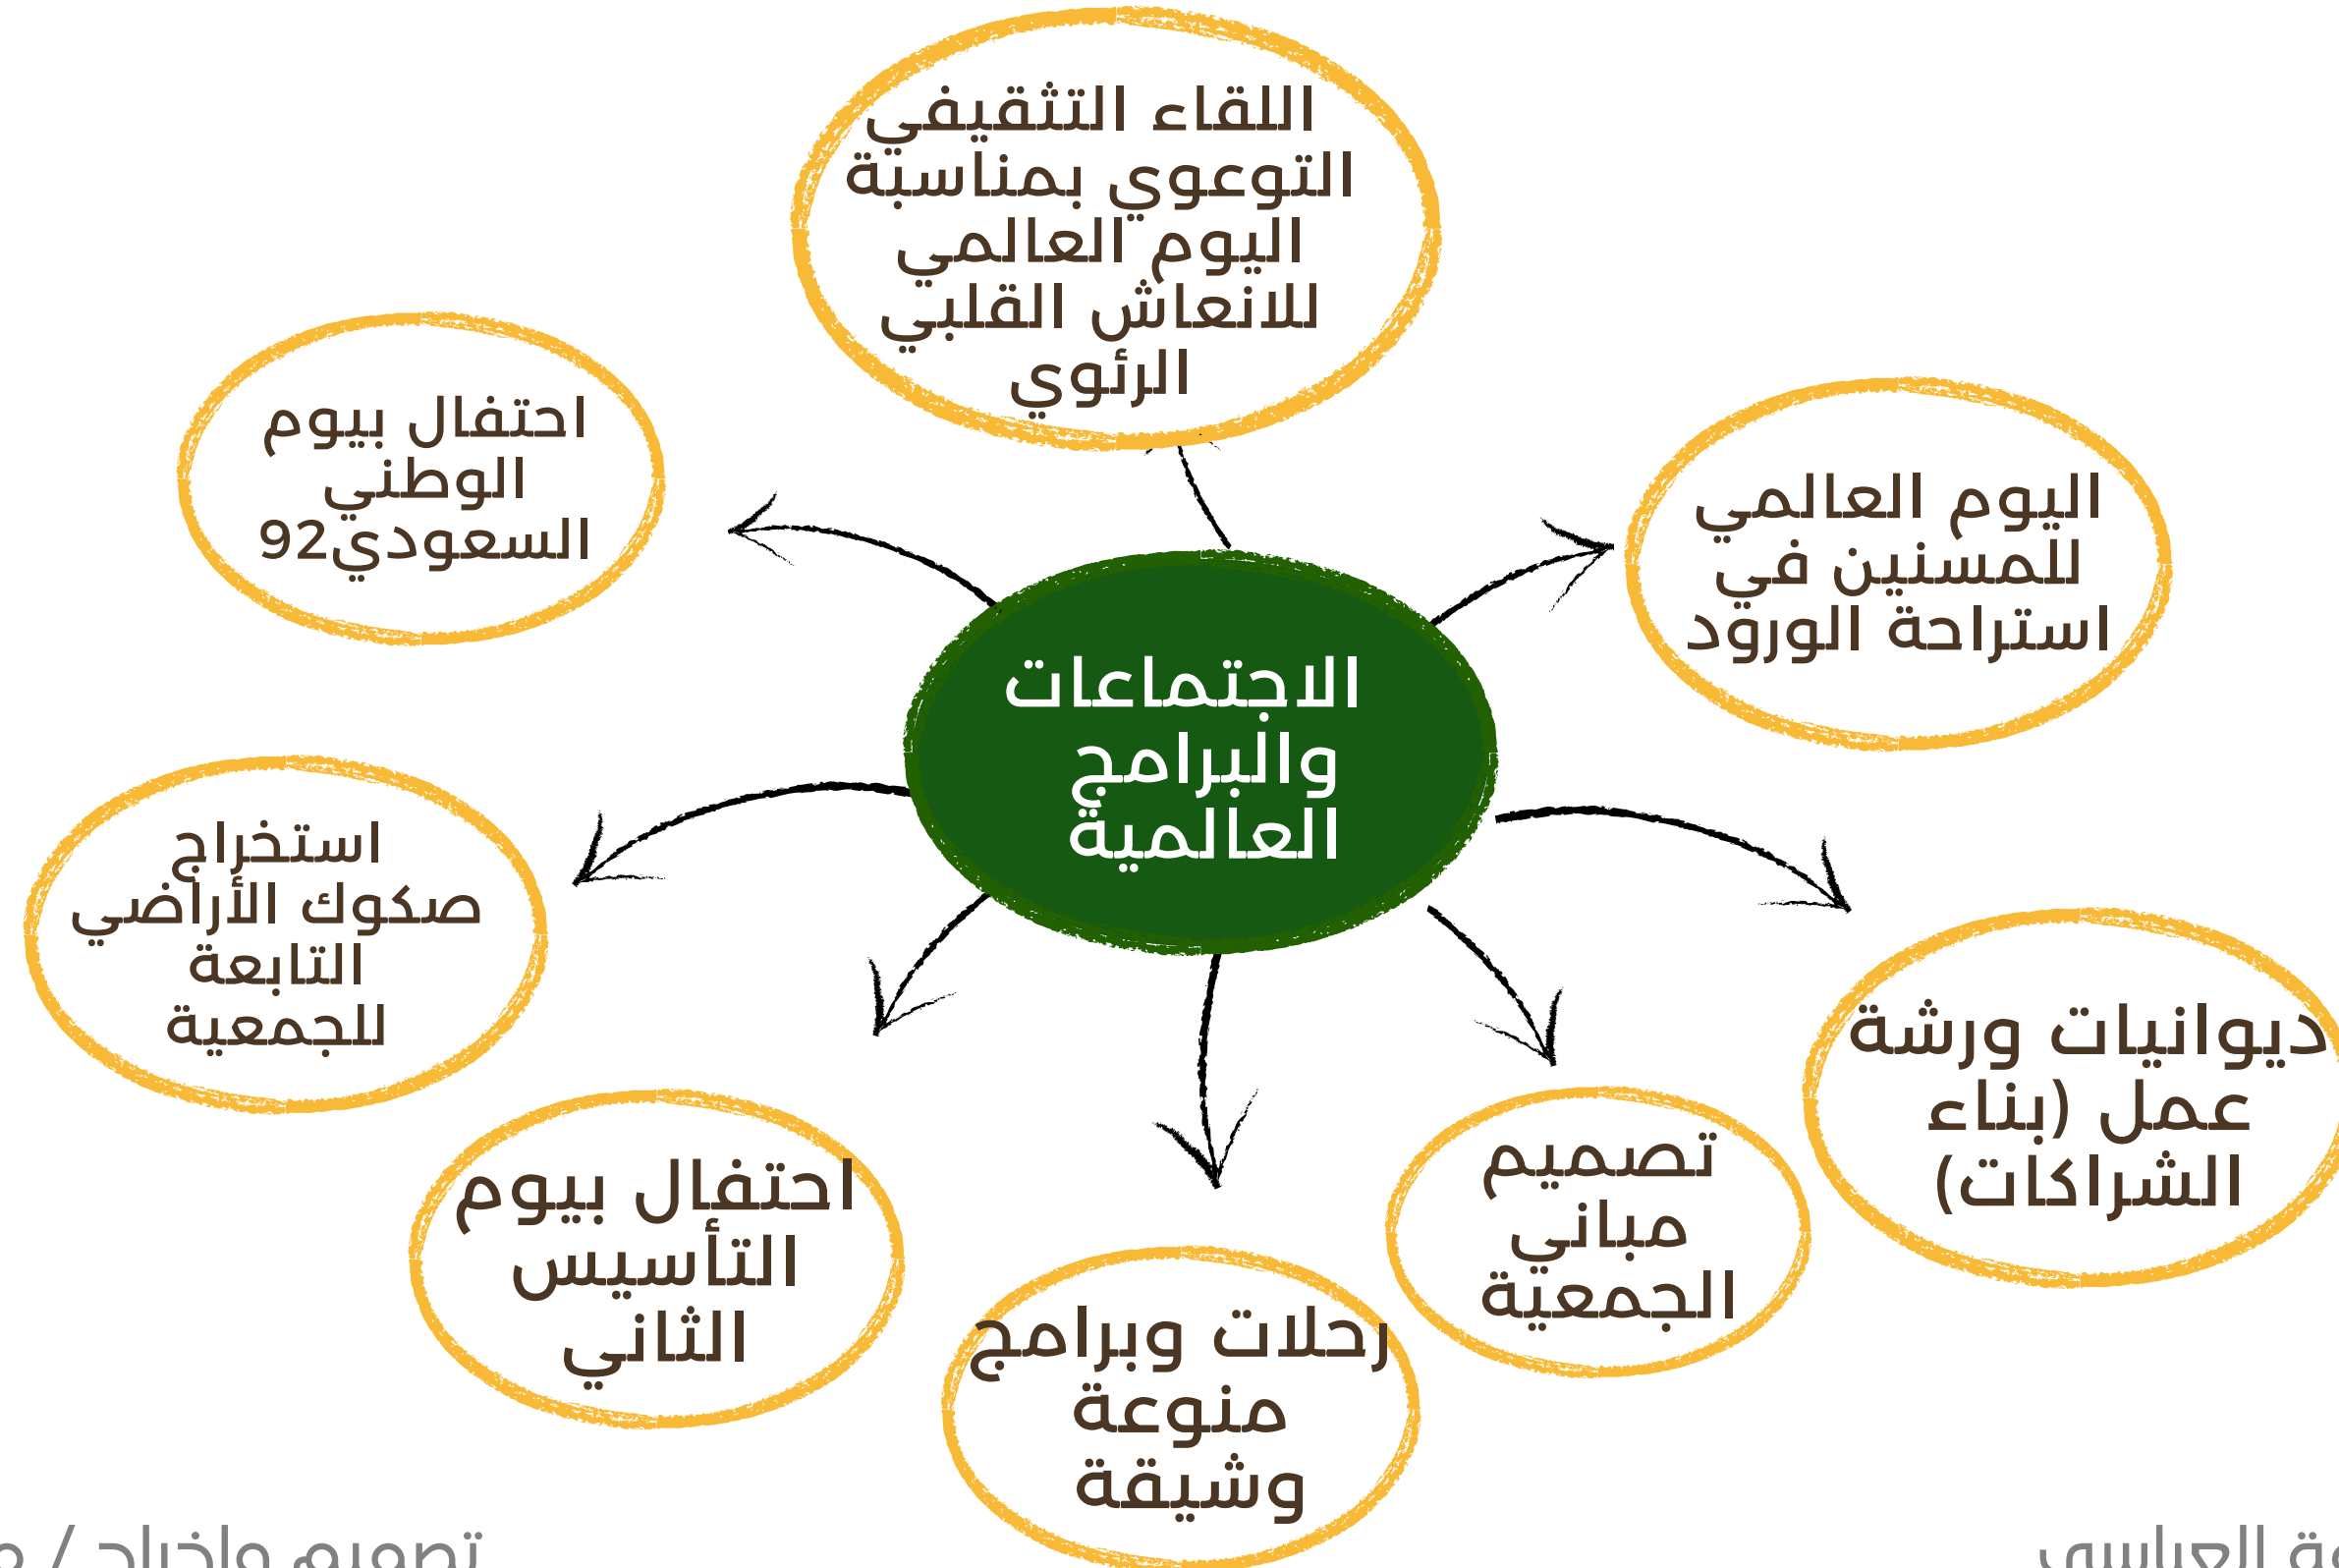 اللقاء التثقيفي
التوعوي بمناسبة
اليوم العالمي
للانعاش القلبي
الرئوي
احتفال بيوم
الوطني
السعودي92
اليوم العالمي
للمسنين في
استراحة الورود
الاجتماعات
والبرامج
العالمية
استخراج
صكوك الأراضي
التابعة
للجمعية
ديوانيات ورشة
عمل (بناء
الشراكات)
احتفال بيوم
التأسيس
الثاني
تصميم
مباني
الجمعية
رحلات وبرامج
منوعة
وشيقة
العباسي
تصميم واخراج /